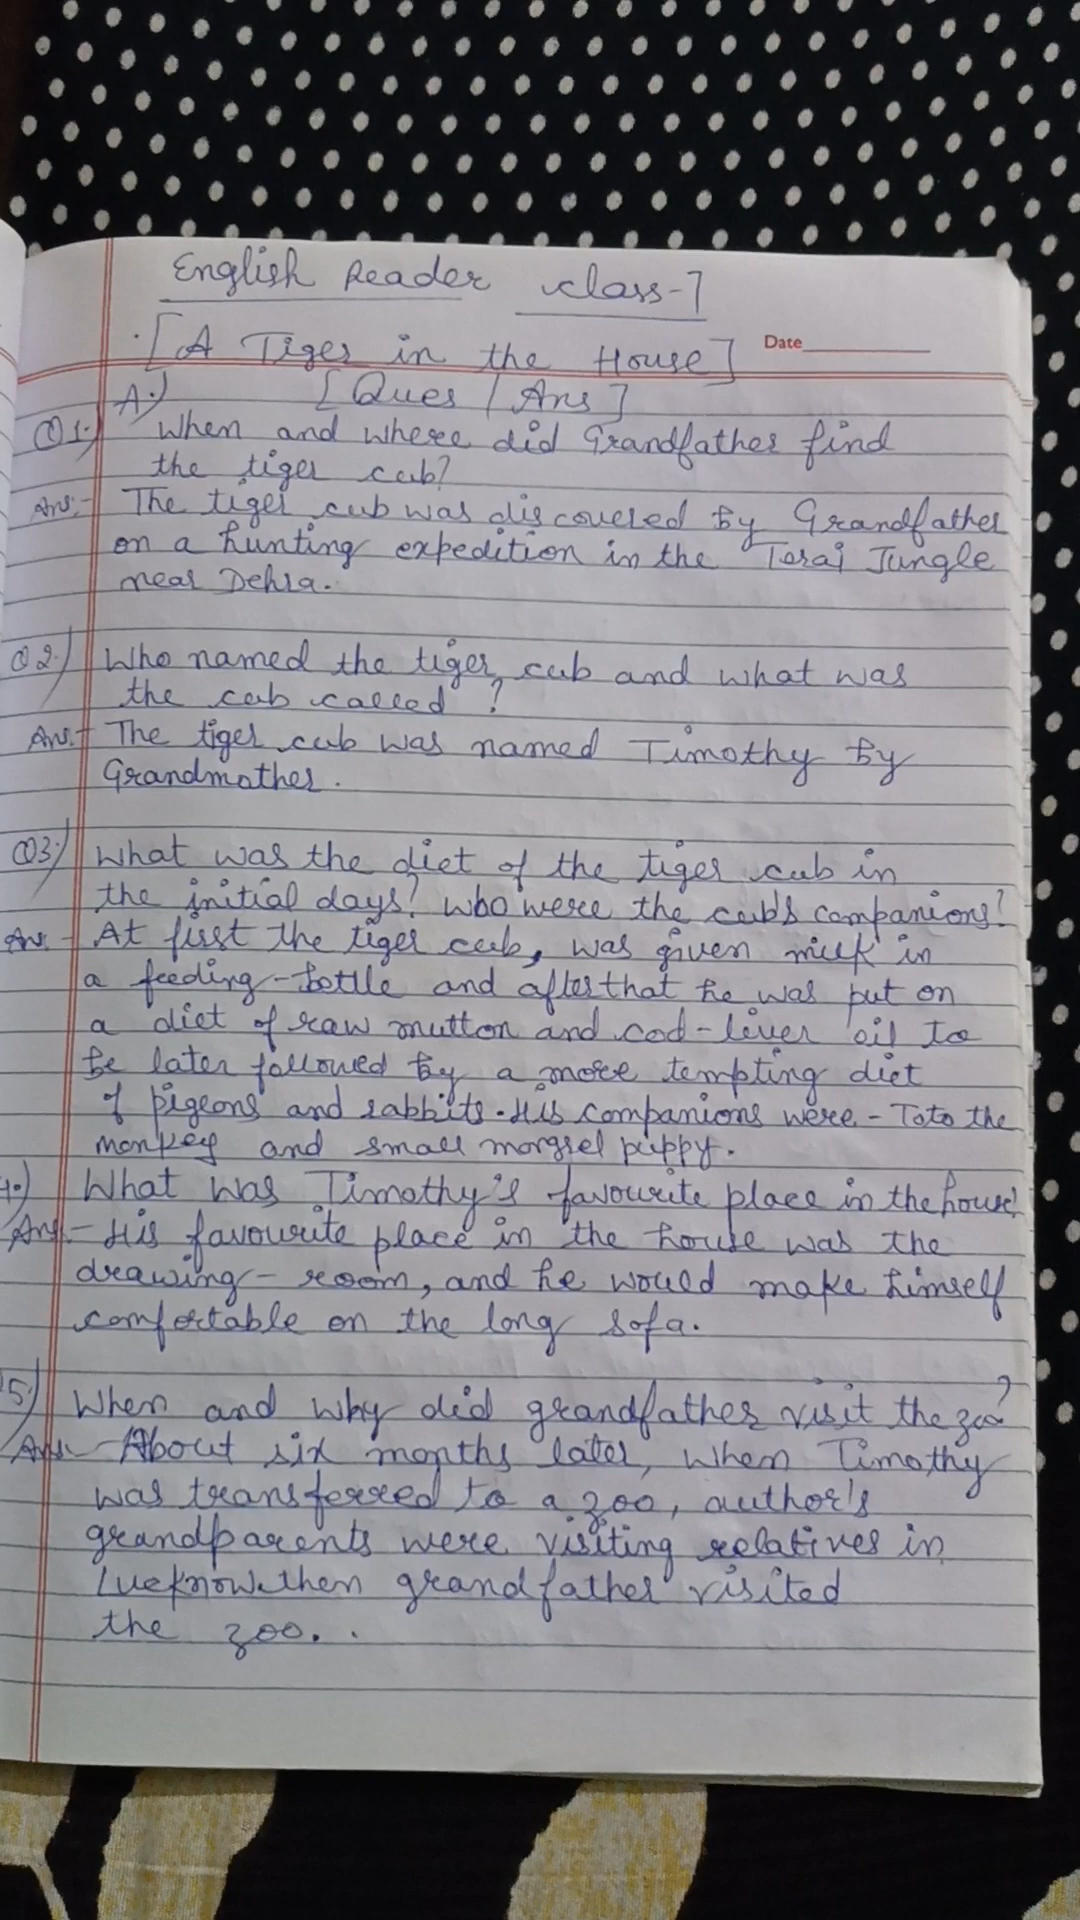 English Reader class-7
[A Tiger in the House]
Date
A.) [Ques / Ans]
Q1.) When and where did Grandfather find
the tiger cub?
Ans:- The tiger cub was discovered by Grandfather
on a hunting expedition in the Terai Jungle
near Dehra.
Q2.) Who named the tiger cub and what was
the cub called?
Ans:- The tiger cub was named Timothy by
Grandmother.
Q3.) What was the diet of the tiger cub in
the initial days? Who were the cub's companions?
Ans - At first the tiger cub, was given milk in
a feeding-bottle and after that he was put on
a diet of raw mutton and cod-liver oil to
be later followed by a more tempting diet
of pigeons and rabbits. His companions were - Toto the
monkey and small mongrel puppy.
4.) What was Timothy's favourite place in the house?
Ans - His favourite place in the house was the
drawing-room, and he would make himself
comfortable on the long sofa.
5.) When and why did grandfather visit the zoo?
Ans. - About six months later, when Timothy
was transferred to a zoo, author's
grandparents were visiting relatives in
Lucknow. then grandfather visited
the zoo..